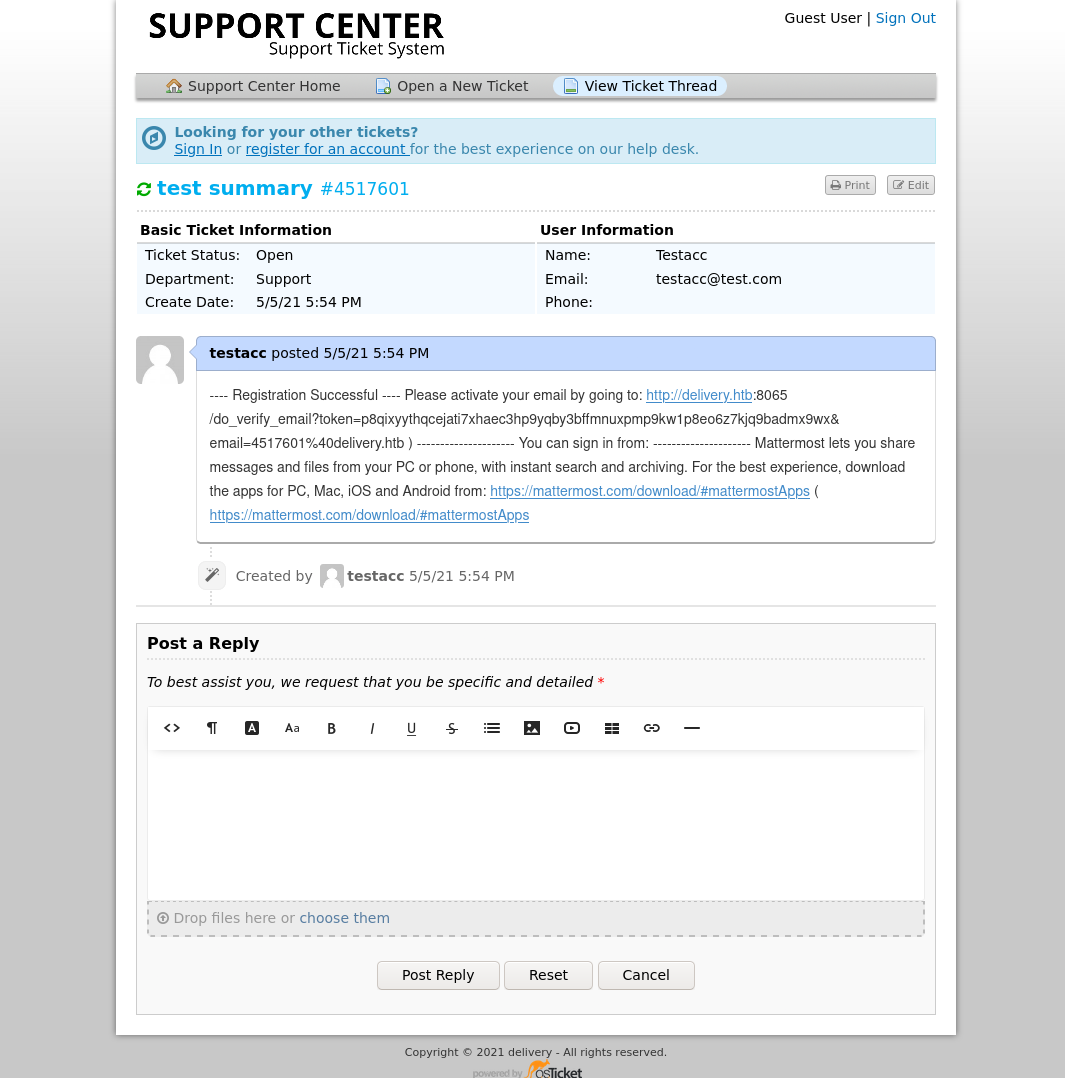 SUPPORT CENTER
Support Ticket System
Guest User | Sign Out
Support Center Home Open a New Ticket View Ticket Thread
Looking for your other tickets?
Sign In or register for an account for the best experience on our help desk.
test summary #4517601
Print Edit
Basic Ticket Information
Ticket Status: Open
Department: Support
Create Date: 5/5/21 5:54 PM
User Information
Name: Testacc
Email: testacc@test.com
Phone:
testacc posted 5/5/21 5:54 PM
---- Registration Successful ---- Please activate your email by going to: http://delivery.htb:8065
/do_verify_email?token=p8qixyythqcejati7xhaec3hp9yqby3bffmnuxpmp9kw1p8eo6z7kjq9badmx9wx&
email=4517601%40delivery.htb ) --------------------- You can sign in from: --------------------- Mattermost lets you share
messages and files from your PC or phone, with instant search and archiving. For the best experience, download
the apps for PC, Mac, iOS and Android from: https://mattermost.com/download/#mattermostApps (
https://mattermost.com/download/#mattermostApps
Created by testacc 5/5/21 5:54 PM
Post a Reply
To best assist you, we request that you be specific and detailed *
<> ¶ A Aa B I U S
Drop files here or choose them
Post Reply Reset Cancel
Copyright © 2021 delivery - All rights reserved.
powered by osTicket